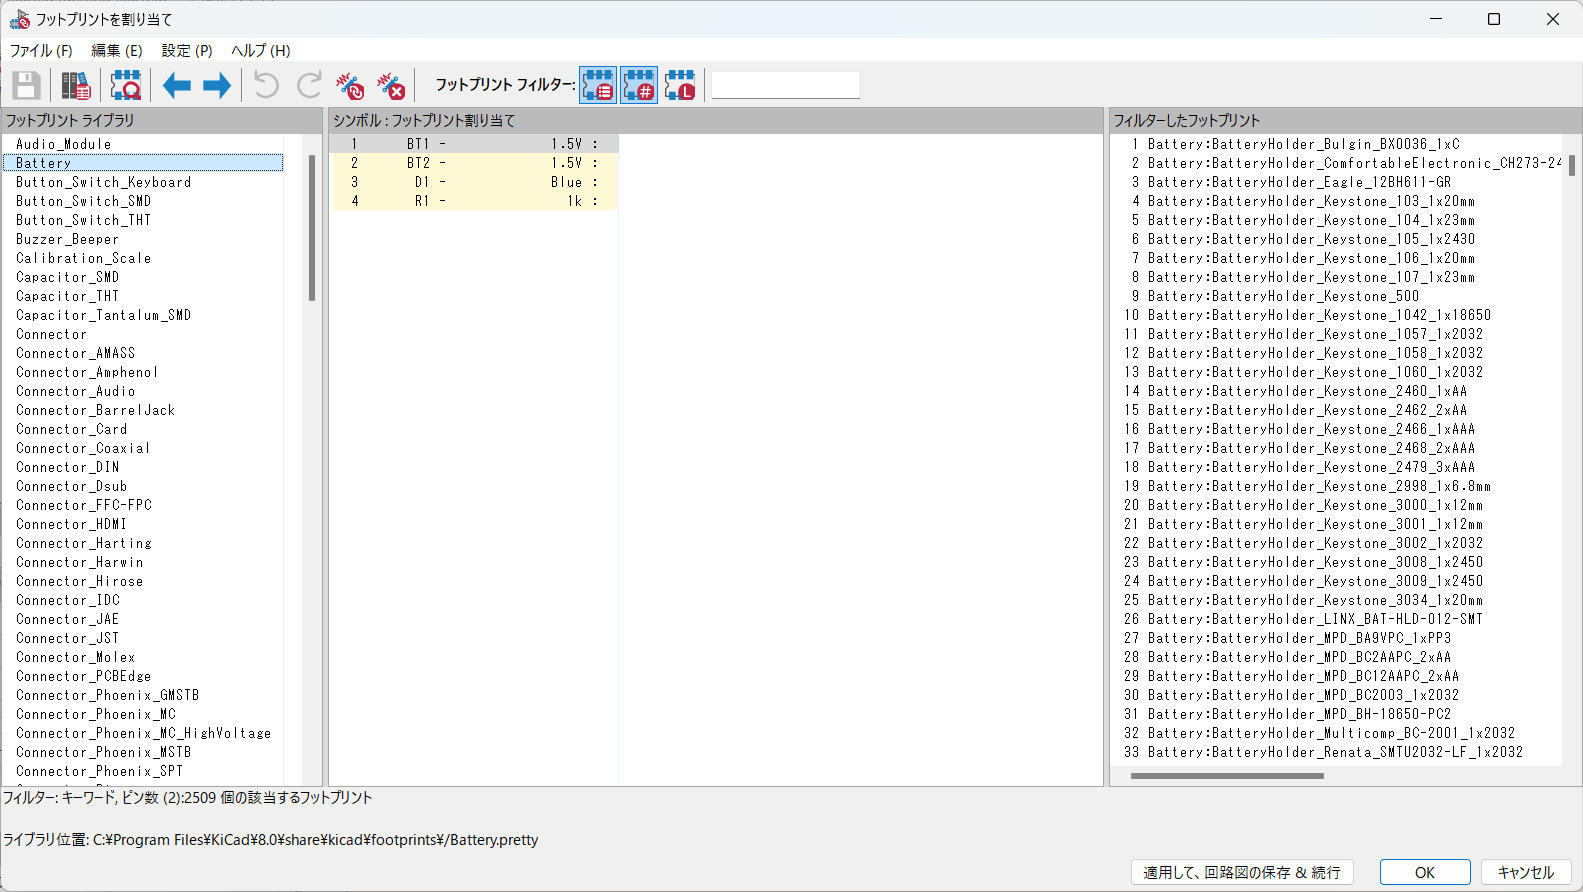 フットプリントを割り当て
ファイル (F) 編集 (E) 設定 (P) ヘルプ (H)
フットプリント フィルター:
フットプリント ライブラリ
Audio_Module
Battery
Button_Switch_Keyboard
Button_Switch_SMD
Button_Switch_THT
Buzzer_Beeper
Calibration_Scale
Capacitor_SMD
Capacitor_THT
Capacitor_Tantalum_SMD
Connector
Connector_AMASS
Connector_Amphenol
Connector_Audio
Connector_BarrelJack
Connector_Card
Connector_Coaxial
Connector_DIN
Connector_Dsub
Connector_FFC-FPC
Connector_HDMI
Connector_Harting
Connector_Harwin
Connector_Hirose
Connector_IDC
Connector_JAE
Connector_JST
Connector_Molex
Connector_PCBEdge
Connector_Phoenix_GMSTB
Connector_Phoenix_MC
Connector_Phoenix_MC_HighVoltage
Connector_Phoenix_MSTB
Connector_Phoenix_SPT
シンボル : フットプリント割り当て
1 BT1 - 1.5V :
2 BT2 - 1.5V :
3 D1 - Blue :
4 R1 - 1k :
フィルターしたフットプリント
1 Battery:BatteryHolder_Bulgin_BX0036_1xC
2 Battery:BatteryHolder_ComfortableElectronic_CH273-24
3 Battery:BatteryHolder_Eagle_12BH611-GR
4 Battery:BatteryHolder_Keystone_103_1x20mm
5 Battery:BatteryHolder_Keystone_104_1x23mm
6 Battery:BatteryHolder_Keystone_105_1x2430
7 Battery:BatteryHolder_Keystone_106_1x20mm
8 Battery:BatteryHolder_Keystone_107_1x23mm
9 Battery:BatteryHolder_Keystone_500
10 Battery:BatteryHolder_Keystone_1042_1x18650
11 Battery:BatteryHolder_Keystone_1057_1x2032
12 Battery:BatteryHolder_Keystone_1058_1x2032
13 Battery:BatteryHolder_Keystone_1060_1x2032
14 Battery:BatteryHolder_Keystone_2460_1xAA
15 Battery:BatteryHolder_Keystone_2462_2xAA
16 Battery:BatteryHolder_Keystone_2466_1xAAA
17 Battery:BatteryHolder_Keystone_2468_2xAAA
18 Battery:BatteryHolder_Keystone_2479_3xAAA
19 Battery:BatteryHolder_Keystone_2998_1x6.8mm
20 Battery:BatteryHolder_Keystone_3000_1x12mm
21 Battery:BatteryHolder_Keystone_3001_1x12mm
22 Battery:BatteryHolder_Keystone_3002_1x2032
23 Battery:BatteryHolder_Keystone_3008_1x2450
24 Battery:BatteryHolder_Keystone_3009_1x2450
25 Battery:BatteryHolder_Keystone_3034_1x20mm
26 Battery:BatteryHolder_LINX_BAT-HLD-012-SMT
27 Battery:BatteryHolder_MPD_BA9VPC_1xPP3
28 Battery:BatteryHolder_MPD_BC2AAPC_2xAA
29 Battery:BatteryHolder_MPD_BC12AAPC_2xAA
30 Battery:BatteryHolder_MPD_BC2003_1x2032
31 Battery:BatteryHolder_MPD_BH-18650-PC2
32 Battery:BatteryHolder_Multicomp_BC-2001_1x2032
33 Battery:BatteryHolder_Renata_SMTU2032-LF_1x2032
フィルター: キーワード, ピン数 (2):2509 個の該当するフットプリント
ライブラリ位置: C:¥Program Files¥KiCad¥8.0¥share¥kicad¥footprints¥/Battery.pretty
適用して、回路図の保存 & 続行 OK キャンセル